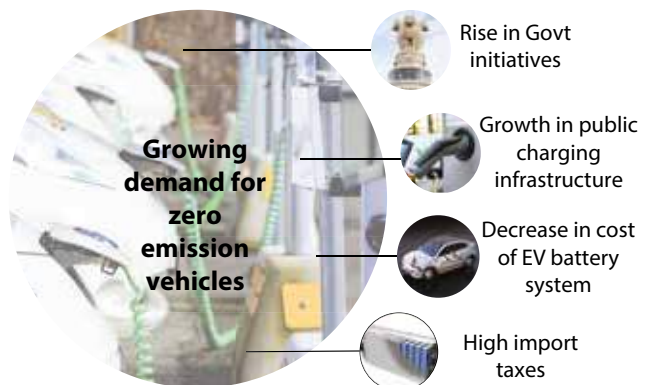 Growing
demand for
zero
emission
vehicles
Rise in Govt
initiatives
Growth in public
charging
infrastructure
Decrease in cost
of EV battery
system
High import
taxes